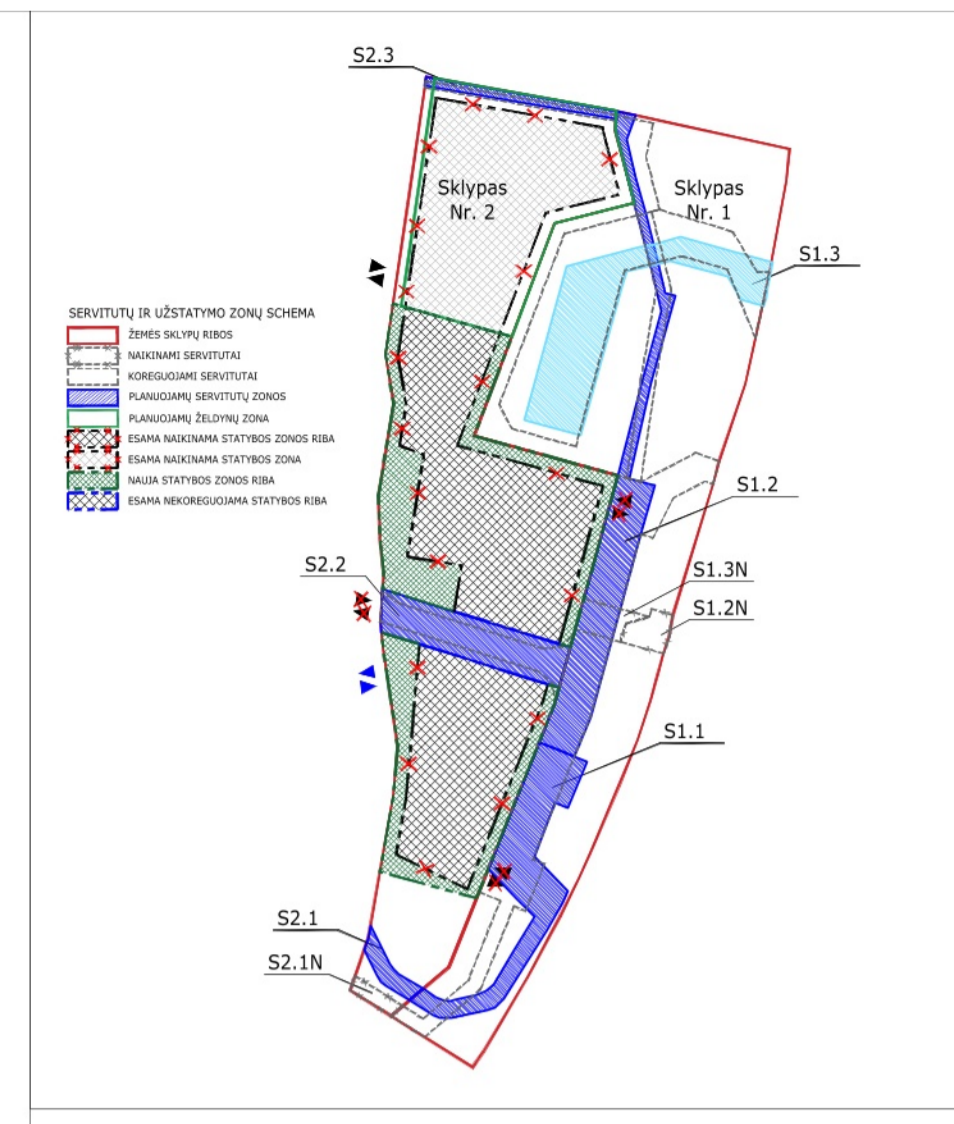 S2.3
Sklypas
Nr. 2
Sklypas
Nr. 1
S1.3
SERVITUTŲ IR UŽSTATYMO ZONŲ SCHEMA
ŽEMĖS SKLYPŲ RIBOS
NAIKINAMI SERVITUTAI
KOREGUOJAMI SERVITUTAI
PLANUOJAMŲ SERVITUTŲ ZONOS
PLANUOJAMŲ ŽELDYNŲ ZONA
ESAMA NAIKINAMA STATYBOS ZONOS RIBA
ESAMA NAIKINAMA STATYBOS ZONA
NAUJA STATYBOS ZONOS RIBA
ESAMA NEKOREGUOJAMA STATYBOS RIBA
S1.2
S2.2
S1.3N
S1.2N
S1.1
S2.1
S2.1N